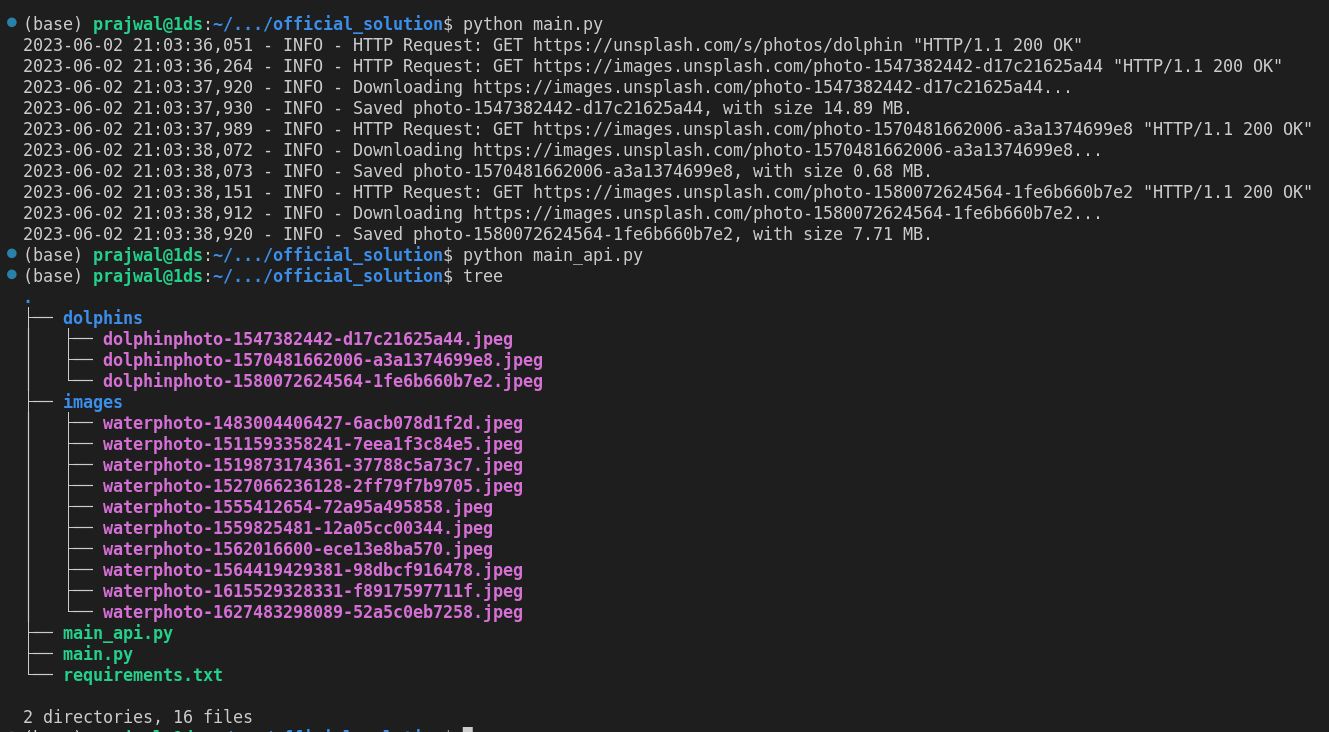 (base) prajwal@1ds:~/.../official_solution$ python main.py
2023-06-02 21:03:36,051 - INFO - HTTP Request: GET https://unsplash.com/s/photos/dolphin "HTTP/1.1 200 OK"
2023-06-02 21:03:36,264 - INFO - HTTP Request: GET https://images.unsplash.com/photo-1547382442-d17c21625a44 "HTTP/1.1 200 OK"
2023-06-02 21:03:37,920 - INFO - Downloading https://images.unsplash.com/photo-1547382442-d17c21625a44...
2023-06-02 21:03:37,930 - INFO - Saved photo-1547382442-d17c21625a44, with size 14.89 MB.
2023-06-02 21:03:37,989 - INFO - HTTP Request: GET https://images.unsplash.com/photo-1570481662006-a3a1374699e8 "HTTP/1.1 200 OK"
2023-06-02 21:03:38,072 - INFO - Downloading https://images.unsplash.com/photo-1570481662006-a3a1374699e8...
2023-06-02 21:03:38,073 - INFO - Saved photo-1570481662006-a3a1374699e8, with size 0.68 MB.
2023-06-02 21:03:38,151 - INFO - HTTP Request: GET https://images.unsplash.com/photo-1580072624564-1fe6b660b7e2 "HTTP/1.1 200 OK"
2023-06-02 21:03:38,912 - INFO - Downloading https://images.unsplash.com/photo-1580072624564-1fe6b660b7e2...
2023-06-02 21:03:38,920 - INFO - Saved photo-1580072624564-1fe6b660b7e2, with size 7.71 MB.
(base) prajwal@1ds:~/.../official_solution$ python main_api.py
(base) prajwal@1ds:~/.../official_solution$ tree
.
├── dolphins
│   ├── dolphinphoto-1547382442-d17c21625a44.jpeg
│   ├── dolphinphoto-1570481662006-a3a1374699e8.jpeg
│   └── dolphinphoto-1580072624564-1fe6b660b7e2.jpeg
├── images
│   ├── waterphoto-1483004406427-6acb078d1f2d.jpeg
│   ├── waterphoto-1511593358241-7eea1f3c84e5.jpeg
│   ├── waterphoto-1519873174361-37788c5a73c7.jpeg
│   ├── waterphoto-1527066236128-2ff79f7b9705.jpeg
│   ├── waterphoto-1555412654-72a95a495858.jpeg
│   ├── waterphoto-1559825481-12a05cc00344.jpeg
│   ├── waterphoto-1562016600-ece13e8ba570.jpeg
│   ├── waterphoto-1564419429381-98dbcf916478.jpeg
│   ├── waterphoto-1615529328331-f8917597711f.jpeg
│   └── waterphoto-1627483298089-52a5c0eb7258.jpeg
├── main_api.py
├── main.py
└── requirements.txt
2 directories, 16 files